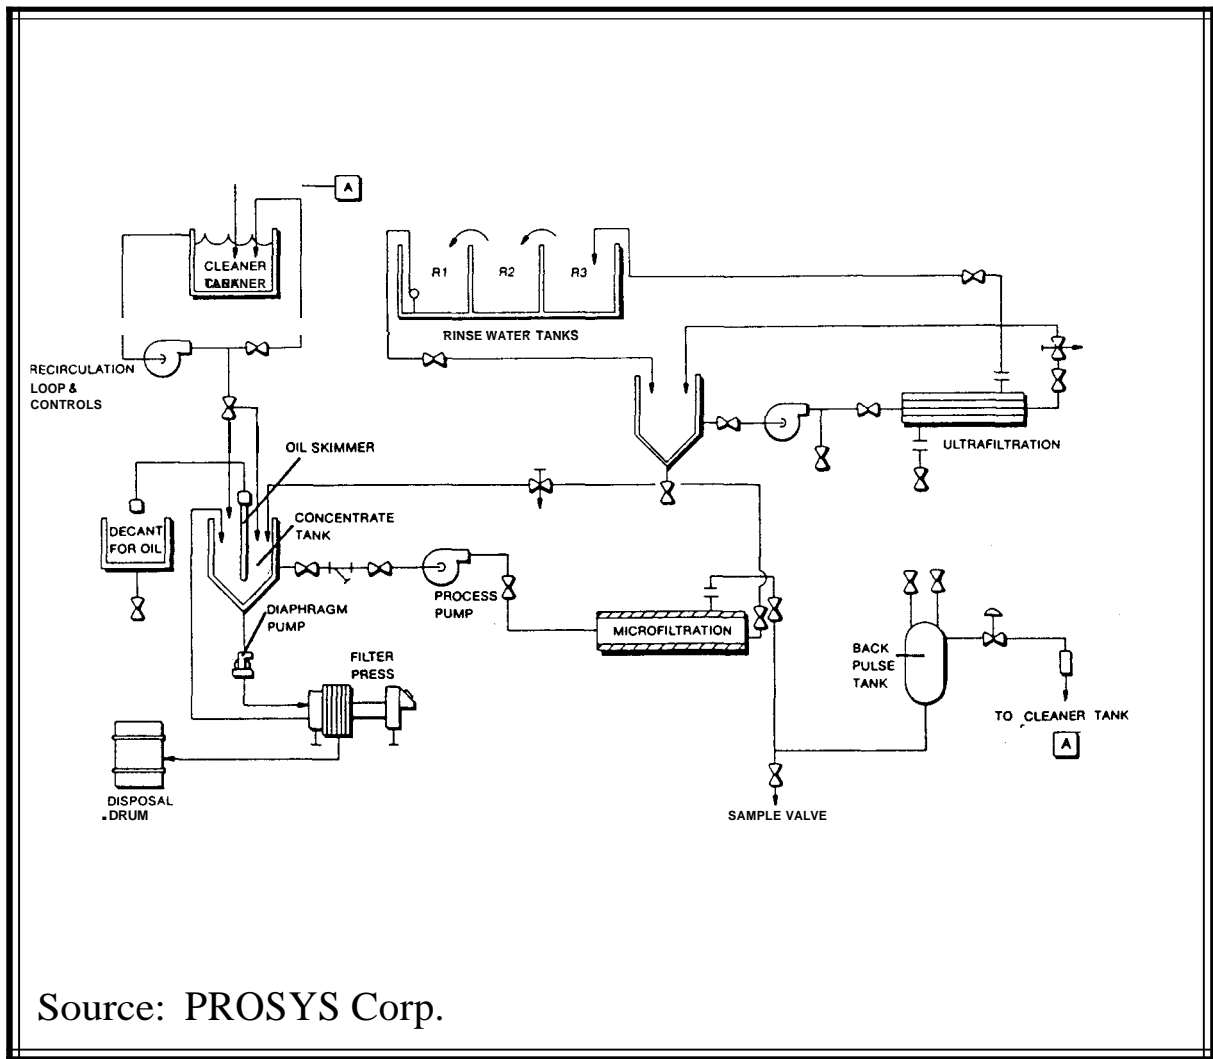 A
CLEANER
TANK
CLEANER
R1
R2
R3
RINSE WATER TANKS
RECIRCULATION
LOOP &
CONTROLS
ULTRAFILTRATION
OIL SKIMMER
CONCENTRATE
TANK
DECANT
FOR OIL
PROCESS
PUMP
DIAPHRAGM
PUMP
MICROFILTRATION
BACK
PULSE
TANK
FILTER
PRESS
TO CLEANER TANK
A
DISPOSAL
DRUM
SAMPLE VALVE
Source: PROSYS Corp.